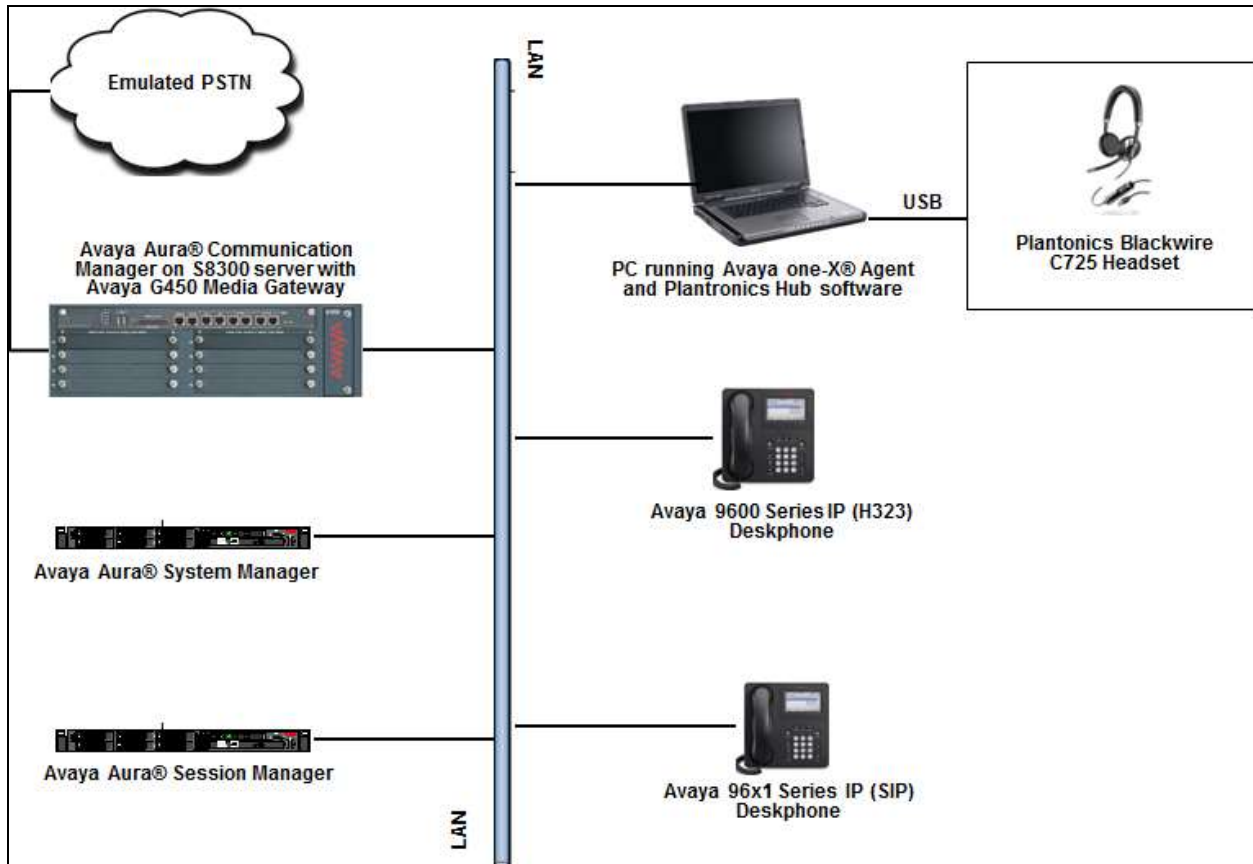 Emulated PSTN
LAN
USB
Plantonics Blackwire
C725 Headset
PC running Avaya one-X® Agent
and Plantronics Hub software
Avaya Aura® Communication
Manager on S8300 server with
Avaya G450 Media Gateway
AVAYA
Avaya 9600 Series IP (H323)
Deskphone
Avaya Aura® System Manager
Avaya Aura® Session Manager
Avaya 96x1 Series IP (SIP)
Deskphone
LAN